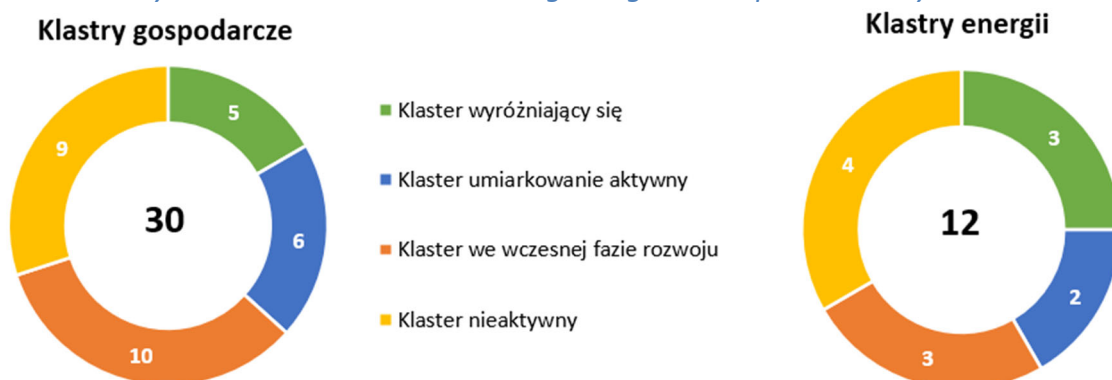 Klastry gospodarcze
5
6
10
9
30
Klaster wyróżniający się
Klaster umiarkowanie aktywny
Klaster we wczesnej fazie rozwoju
Klaster nieaktywny
Klastry energii
3
2
3
4
12